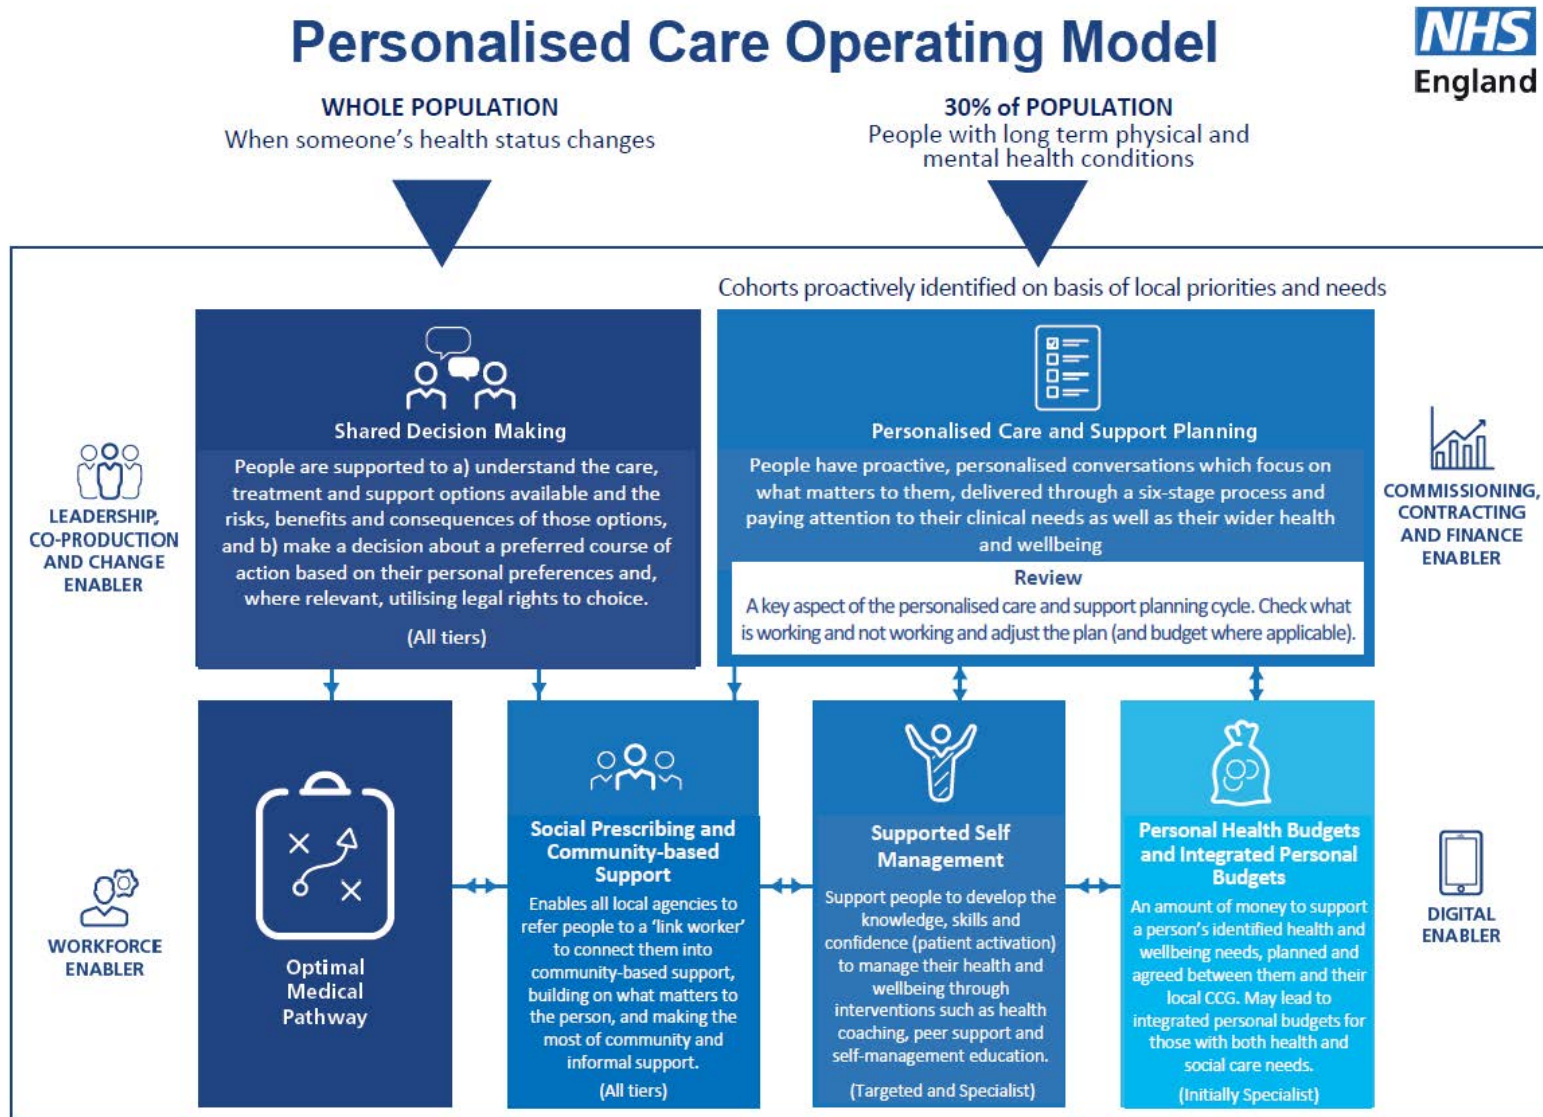 Personalised Care Operating Model
NHS
England
WHOLE POPULATION
When someone's health status changes
30% of POPULATION
People with long term physical and
mental health conditions
Cohorts proactively identified on basis of local priorities and needs
Shared Decision Making
People are supported to a) understand the care,
treatment and support options available and the
risks, benefits and consequences of those options,
and b) make a decision about a preferred course of
action based on their personal preferences and,
where relevant, utilising legal rights to choice.
(All tiers)
Personalised Care and Support Planning
People have proactive, personalised conversations which focus on
what matters to them, delivered through a six-stage process and
paying attention to their clinical needs as well as their wider health
and wellbeing
Review
A key aspect of the personalised care and support planning cycle. Check what
is working and not working and adjust the plan (and budget where applicable).
LEADERSHIP,
CO-PRODUCTION
AND CHANGE
ENABLER
COMMISSIONING,
CONTRACTING
AND FINANCE
ENABLER
WORKFORCE
ENABLER
Optimal
Medical
Pathway
Social Prescribing and
Community-based
Support
Enables all local agencies to
refer people to a 'link worker'
to connect them into
community-based support,
building on what matters to
the person, and making the
most of community and
informal support.
(All tiers)
Supported Self
Management
Support people to develop the
knowledge, skills and
confidence (patient activation)
to manage their health and
wellbeing through
interventions such as health
coaching, peer support and
self-management education.
(Targeted and Specialist)
Personal Health Budgets
and Integrated Personal
Budgets
An amount of money to support
a person's identified health and
wellbeing needs, planned and
agreed between them and their
local CCG. May lead to
integrated personal budgets for
those with both health and
social care needs.
(Initially Specialist)
DIGITAL
ENABLER